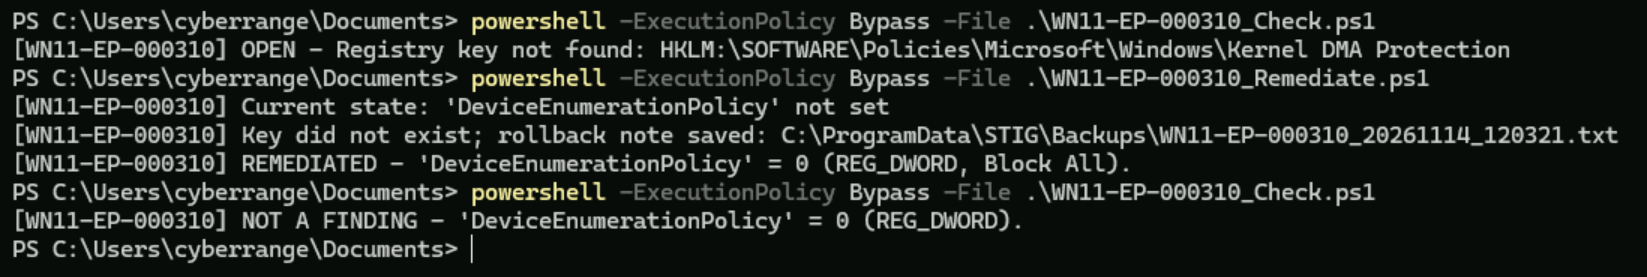 PS C:\Users\cyberrange\Documents> powershell -ExecutionPolicy Bypass -File .\WN11-EP-000310_Check.ps1
[WN11-EP-000310] OPEN - Registry key not found: HKLM:\SOFTWARE\Policies\Microsoft\Windows\Kernel DMA Protection
PS C:\Users\cyberrange\Documents> powershell -ExecutionPolicy Bypass -File .\WN11-EP-000310_Remediate.ps1
[WN11-EP-000310] Current state: 'DeviceEnumerationPolicy' not set
[WN11-EP-000310] Key did not exist; rollback note saved: C:\ProgramData\STIG\Backups\WN11-EP-000310_20261114_120321.txt
[WN11-EP-000310] REMEDIATED - 'DeviceEnumerationPolicy' = 0 (REG_DWORD, Block All).
PS C:\Users\cyberrange\Documents> powershell -ExecutionPolicy Bypass -File .\WN11-EP-000310_Check.ps1
[WN11-EP-000310] NOT A FINDING - 'DeviceEnumerationPolicy' = 0 (REG_DWORD).
PS C:\Users\cyberrange\Documents>